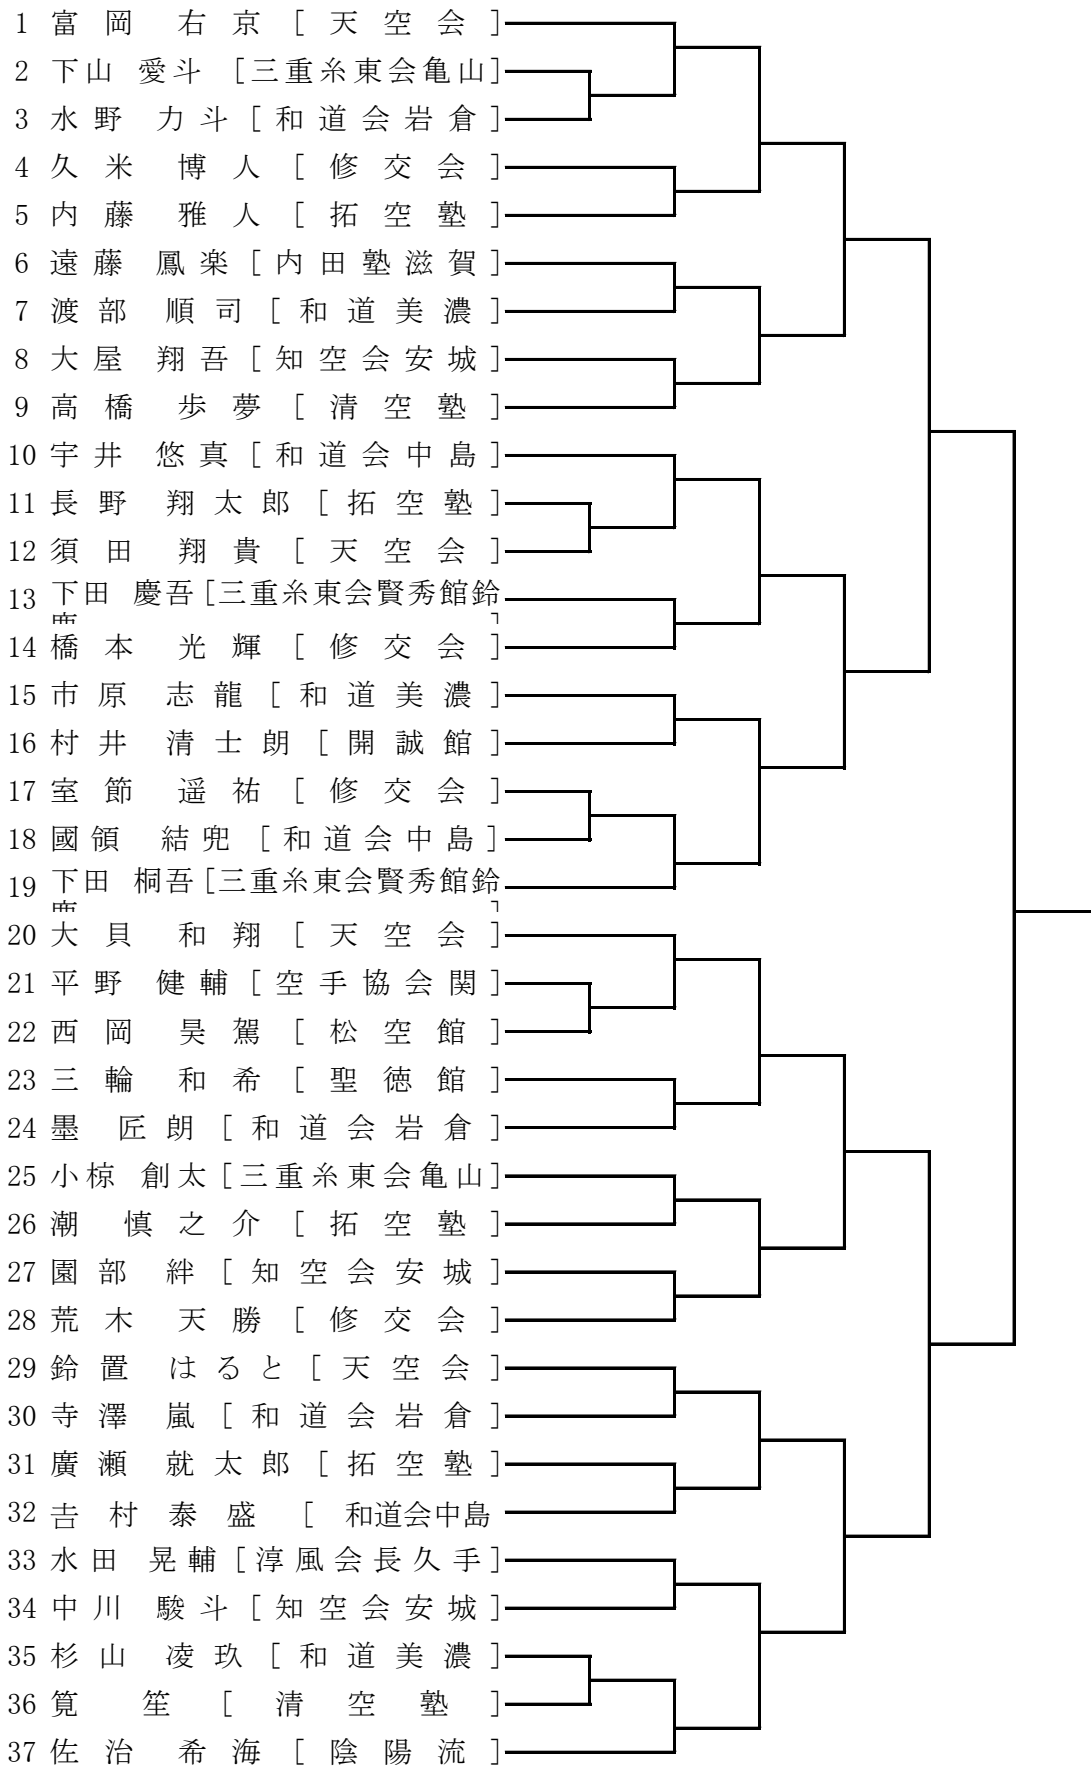 1 富岡 右京 [天空会]
2 下山 愛斗 [三重糸東会亀山]
3 水野 力斗 [和道会岩倉]
4 久米 博人 [修交会]
5 内藤 雅人 [拓空塾]
6 遠藤 鳳楽 [内田塾滋賀]
7 渡部 順司 [和道美濃]
8 大屋 翔吾 [知空会安城]
9 高橋 歩夢 [清空塾]
10 宇井 悠真 [和道会中島]
11 長野 翔太郎 [拓空塾]
12 須田 翔貴 [天空会]
13 下田 慶吾 [三重糸東会賢秀館鈴
]
14 橋本 光輝 [修交会]
15 市原 志龍 [和道美濃]
16 村井 清士朗 [開誠館]
17 室節 遥祐 [修交会]
18 國領 結兜 [和道会中島]
19 下田 桐吾 [三重糸東会賢秀館鈴
]
20 大貝 和翔 [天空会]
21 平野 健輔 [空手協会関]
22 西岡 昊駕 [松空館]
23 三輪 和希 [聖徳館]
24 墨 匠朗 [和道会岩倉]
25 小椋 創太 [三重糸東会亀山]
26 潮 慎之介 [拓空塾]
27 園部 絆 [知空会安城]
28 荒木 天勝 [修交会]
29 鈴置 はると [天空会]
30 寺澤 嵐 [和道会岩倉]
31 廣瀬 就太郎 [拓空塾]
32 𠮷村泰盛 [ 和道会中島
33 水田 晃輔 [淳風会長久手]
34 中川 駿斗 [知空会安城]
35 杉山 凌玖 [和道美濃]
36 筧 笙 [清空塾]
37 佐治 希海 [陰陽流]